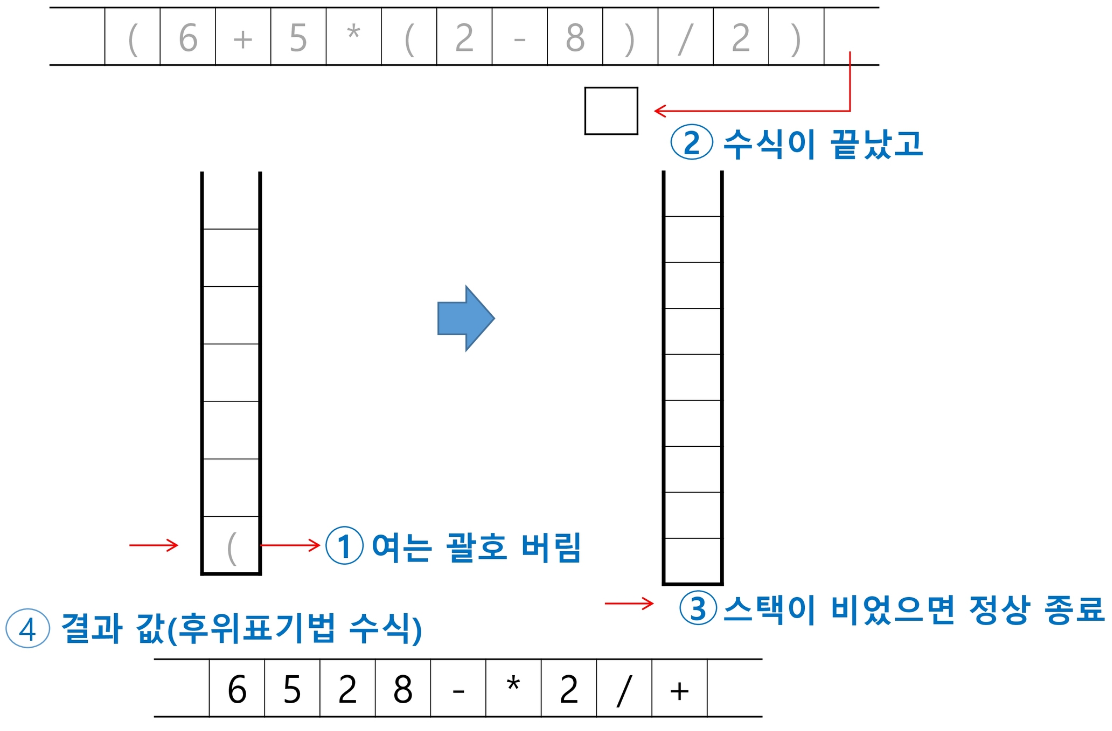 ( 6 + 5 * ( 2 - 8 ) / 2 )
② 수식이 끝났고
(
① 여는 괄호 버림
③ 스택이 비었으면 정상 종료
④ 결과 값(후위표기법 수식)
6 5 2 8 - * 2 / +